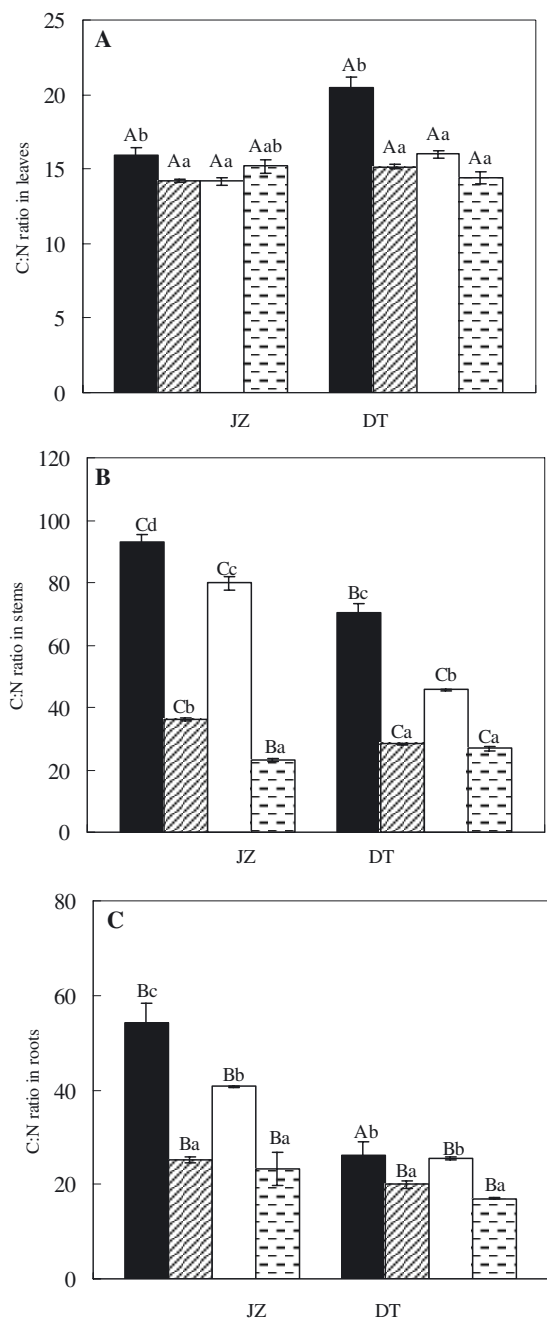 A
C:N ratio in leaves
25
20
15
10
5
0
Ab
Aa
Aa
Aab
Ab
Aa
Aa
Aa
JZ
DT
B
C:N ratio in stems
120
100
80
60
40
20
0
Cd
Cb
Cc
Ba
Bc
Ca
Cb
Ca
JZ
DT
C
C:N ratio in roots
80
60
40
20
0
Bc
Ba
Bb
Ba
Ab
Ba
Bb
Ba
JZ
DT